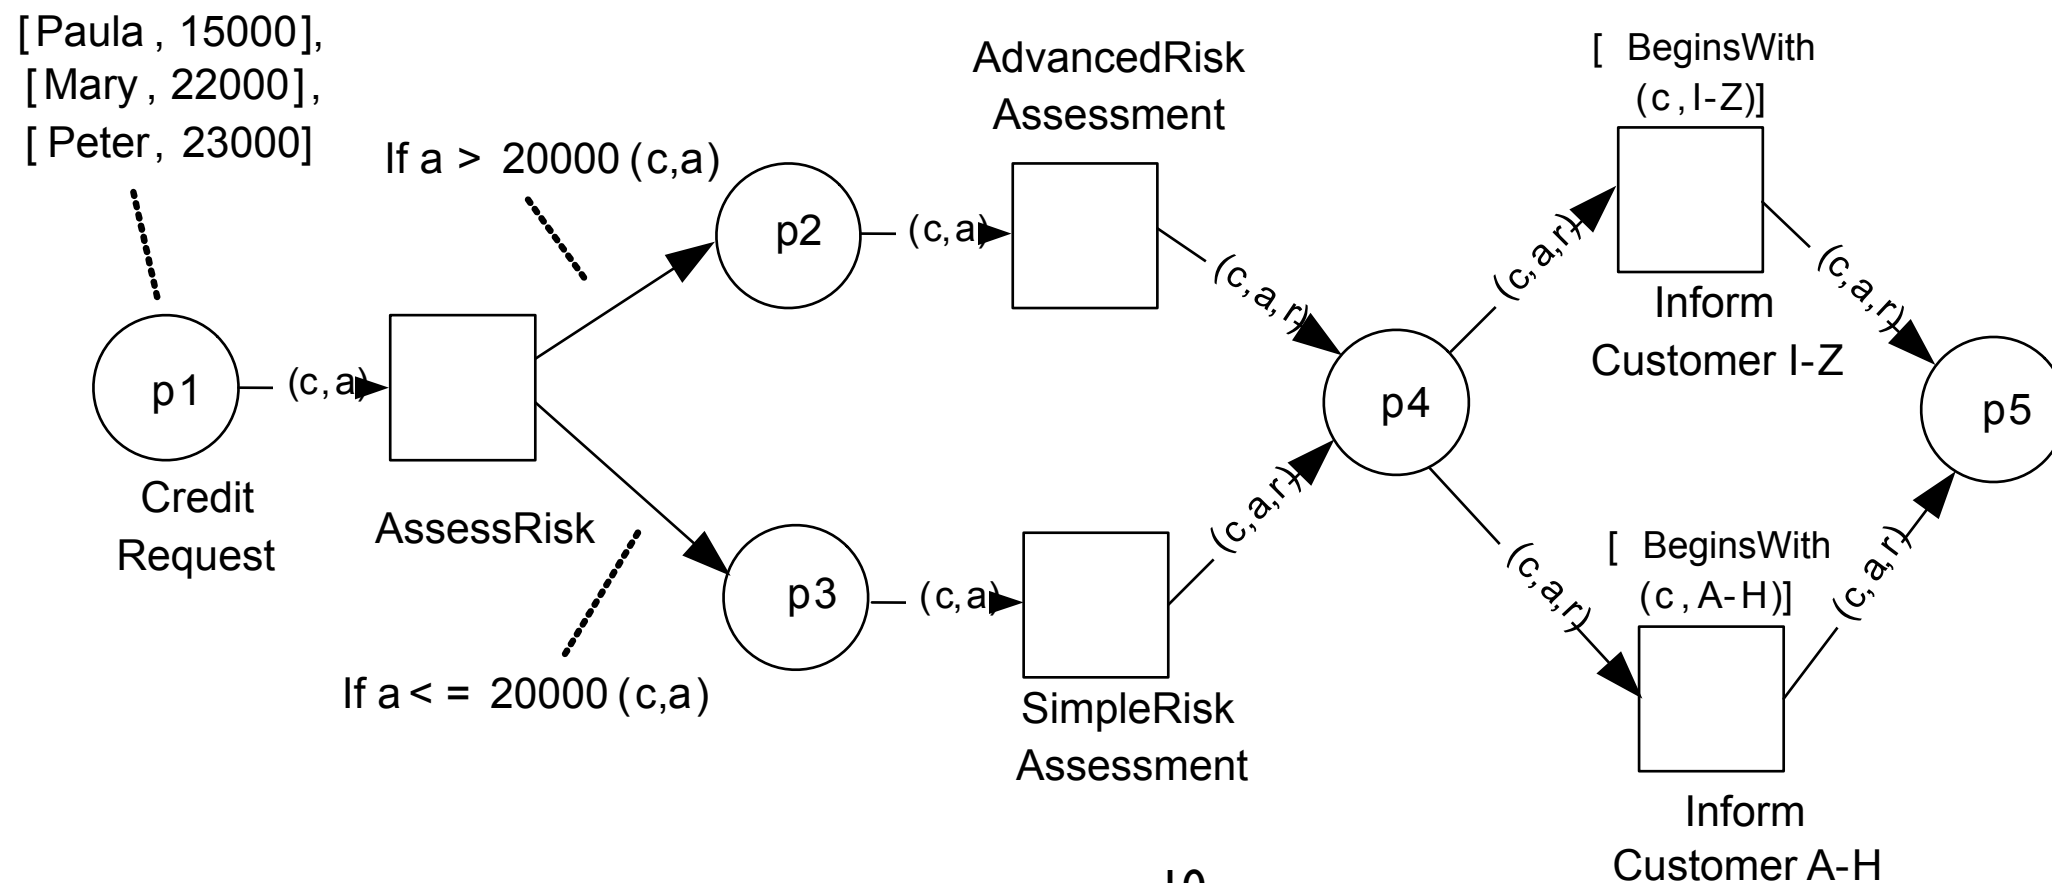 [Paula , 15000],
[Mary , 22000],
[ Peter, 23000]
If a > 20000 (c,a)
p1
Credit
Request
(c,a)
AssessRisk
If a < = 20000 (c,a)
p2
(c,a)
AdvancedRisk
Assessment
(c,a,r)
p3
(c,a)
SimpleRisk
Assessment
(c,a,r)
p4
(c,a,r)
[ BeginsWith
(c , I-Z)]
Inform
Customer I-Z
(c,a,r)
(c,a,r)
[ BeginsWith
(c , A-H)]
Inform
Customer A-H
(c,a,r)
p5